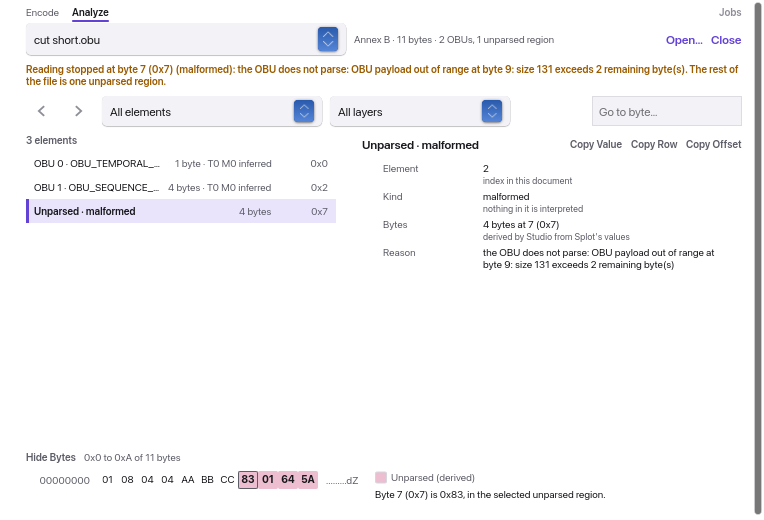 Encode Analyze Jobs
cut short.obu Annex B · 11 bytes · 2 OBUs, 1 unparsed region Open... Close
Reading stopped at byte 7 (0x7) (malformed): the OBU does not parse: OBU payload out of range at byte 9: size 131 exceeds 2 remaining byte(s). The rest of
the file is one unparsed region.
All elements All layers Go to byte...
3 elements
OBU 0 · OBU_TEMPORAL_... 1 byte · T0 M0 inferred 0x0
OBU 1 · OBU_SEQUENCE_... 4 bytes · T0 M0 inferred 0x2
Unparsed · malformed 4 bytes 0x7
Unparsed · malformed Copy Value Copy Row Copy Offset
Element 2
index in this document
Kind malformed
nothing in it is interpreted
Bytes 4 bytes at 7 (0x7)
derived by Studio from Splot's values
Reason the OBU does not parse: OBU payload out of range at
byte 9: size 131 exceeds 2 remaining byte(s)
Hide Bytes 0x0 to 0xA of 11 bytes
00000000 01 08 04 04 AA BB CC 83 01 64 5A .........dZ
Unparsed (derived)
Byte 7 (0x7) is 0x83, in the selected unparsed region.